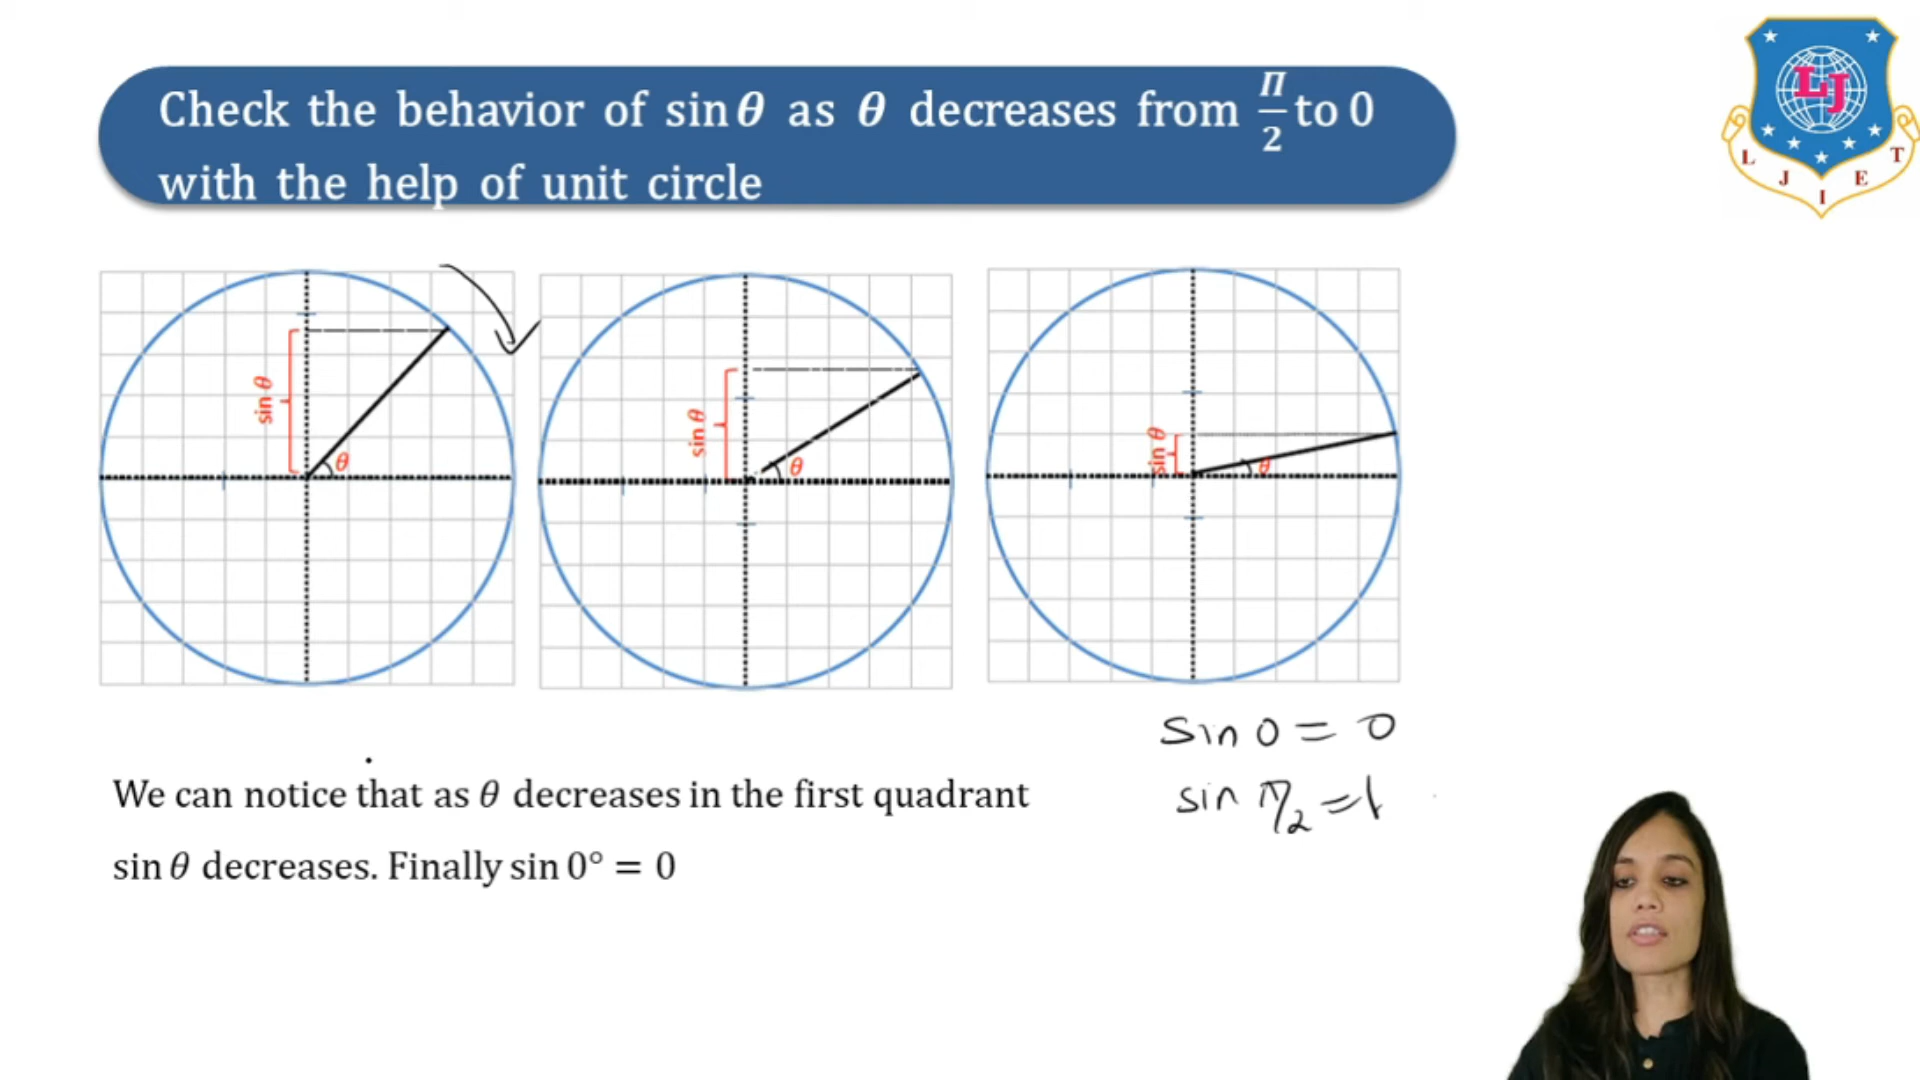 Check the behavior of sin θ as θ decreases from Π/2 to 0
with the help of unit circle
LJ
L J I E T
sin θ
θ
sin θ
θ
sin θ
θ
sin 0 = 0
sin π/2 = 1
We can notice that as θ decreases in the first quadrant
sin θ decreases. Finally sin 0° = 0